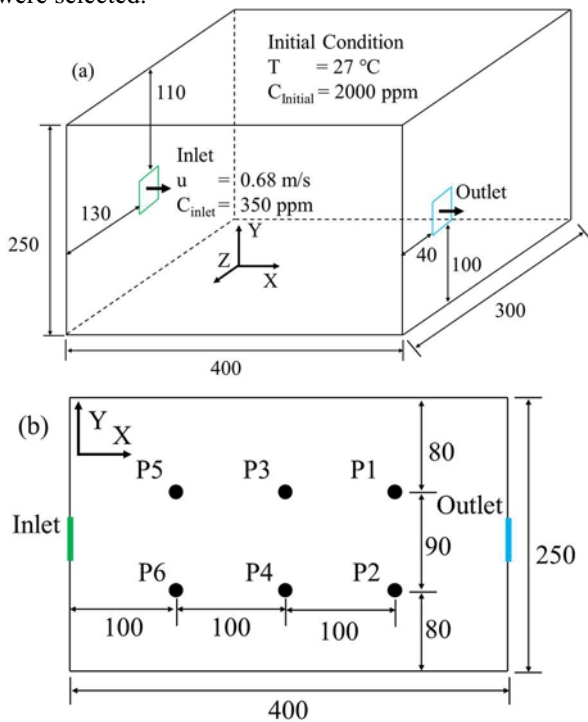 were selected.
(a)
Initial Condition
T = 27 °C
C_Initial = 2000 ppm
110
Inlet
u = 0.68 m/s
C_inlet = 350 ppm
130
250
Y
Z
X
Outlet
40
100
300
400
(b)
Y
X
80
P5 P3 P1
Inlet
Outlet
90
250
P6 P4 P2
100 100 100
80
400